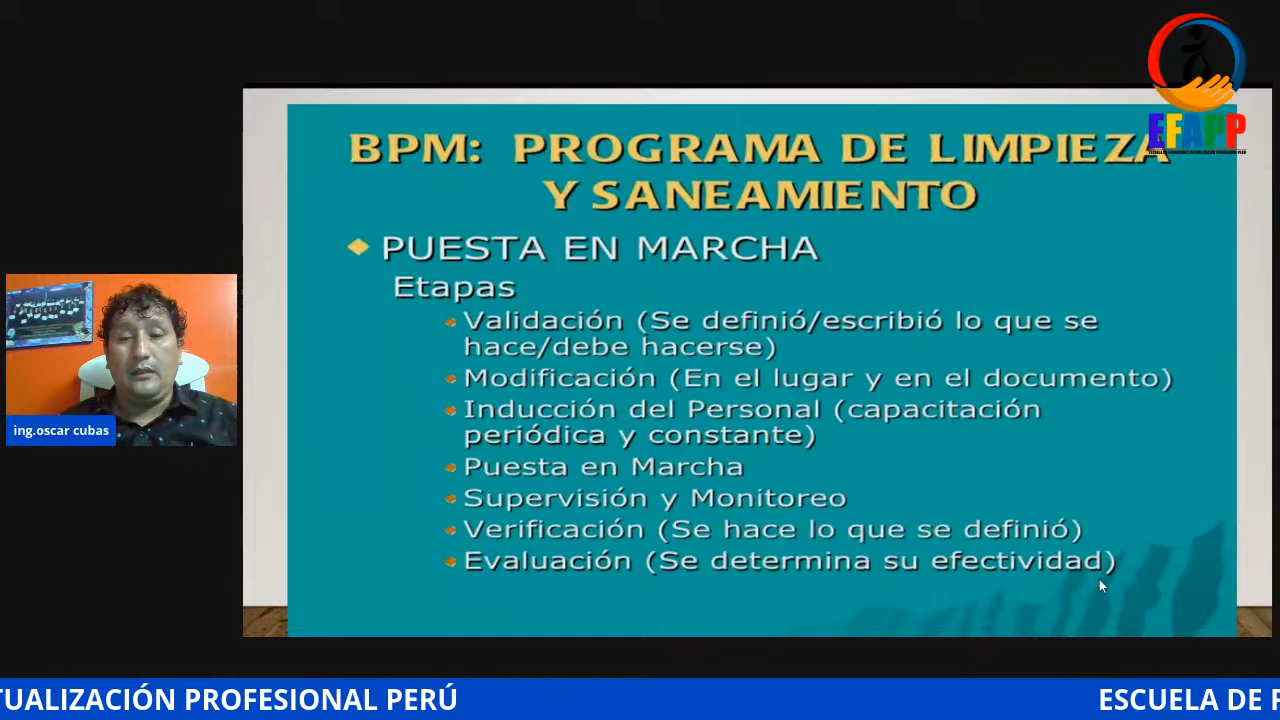 EFAPP
BPM: PROGRAMA DE LIMPIEZA
Y SANEAMIENTO
PUESTA EN MARCHA
Etapas
Validación (Se definió/escribió lo que se
hace/debe hacerse)
Modificación (En el lugar y en el documento)
Inducción del Personal (capacitación
periódica y constante)
Puesta en Marcha
Supervisión y Monitoreo
Verificación (Se hace lo que se definió)
Evaluación (Se determina su efectividad)
ing.oscar cubas
TUALIZACIÓN PROFESIONAL PERÚ
ESCUELA DE F